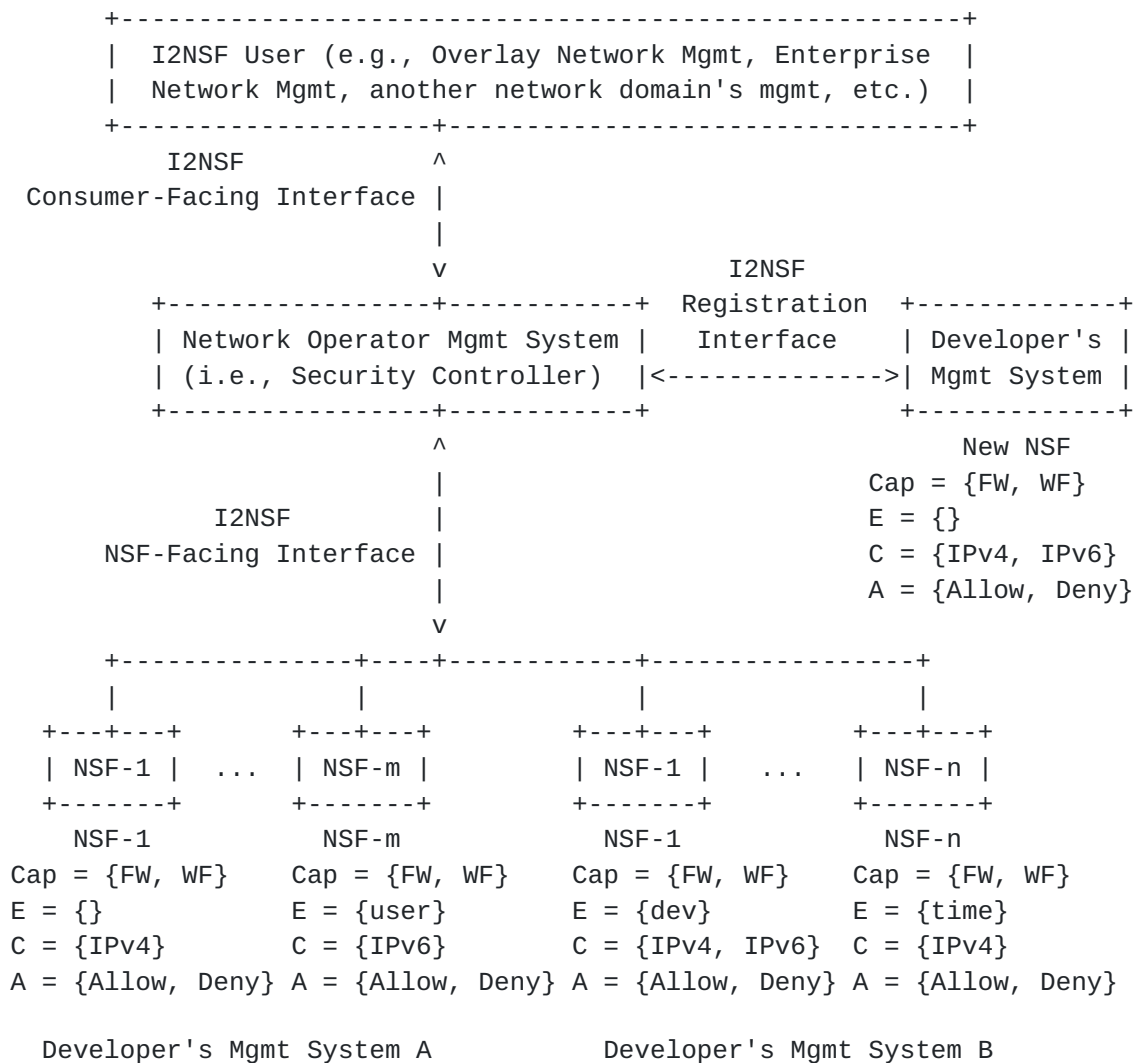 I2NSF User (e.g., Overlay Network Mgmt, Enterprise
Network Mgmt, another network domain's mgmt, etc.)
I2NSF
Consumer-Facing Interface
I2NSF
Registration
Interface
Network Operator Mgmt System
(i.e., Security Controller)
Developer's
Mgmt System
New NSF
Cap = {FW, WF}
E = {}
C = {IPv4, IPv6}
A = {Allow, Deny}
I2NSF
NSF-Facing Interface
NSF-1 ... NSF-m NSF-1 ... NSF-n
NSF-1 NSF-m NSF-1 NSF-n
Cap = {FW, WF} Cap = {FW, WF} Cap = {FW, WF} Cap = {FW, WF}
E = {} E = {user} E = {dev} E = {time}
C = {IPv4} C = {IPv6} C = {IPv4, IPv6} C = {IPv4}
A = {Allow, Deny} A = {Allow, Deny} A = {Allow, Deny} A = {Allow, Deny}
Developer's Mgmt System A Developer's Mgmt System B